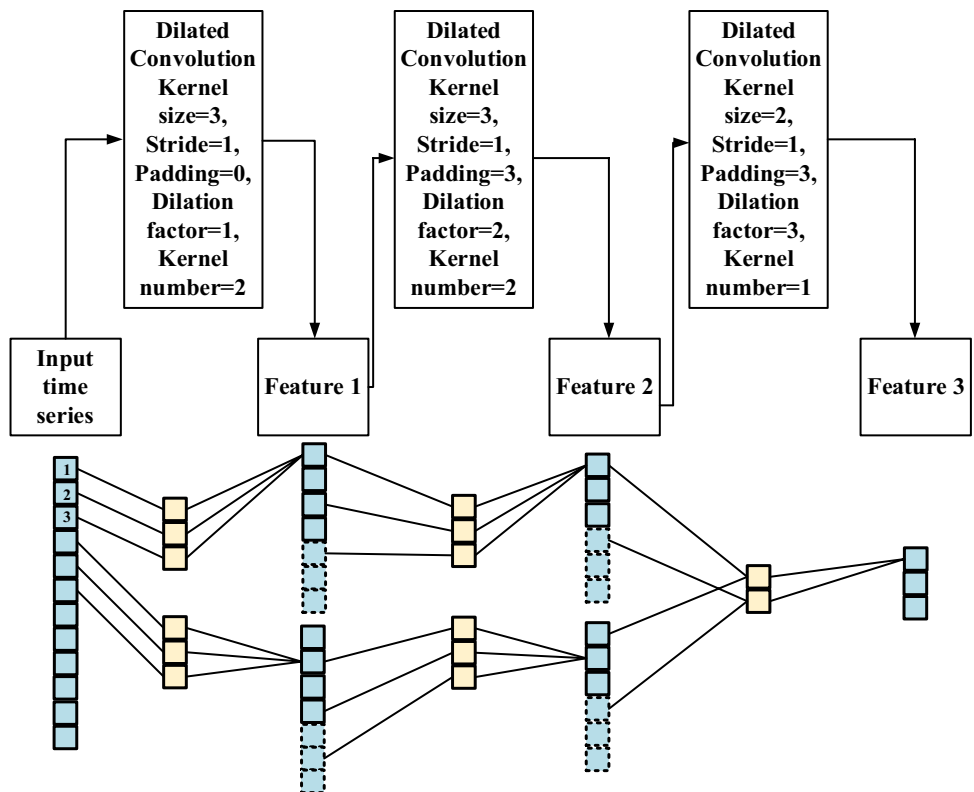 Dilated
Convolution
Kernel
size=3,
Stride=1,
Padding=0,
Dilation
factor=1,
Kernel
number=2
Dilated
Convolution
Kernel
size=3,
Stride=1,
Padding=3,
Dilation
factor=2,
Kernel
number=2
Dilated
Convolution
Kernel
size=2,
Stride=1,
Padding=3,
Dilation
factor=3,
Kernel
number=1
Input
time
series
Feature 1
Feature 2
Feature 3
1
2
3